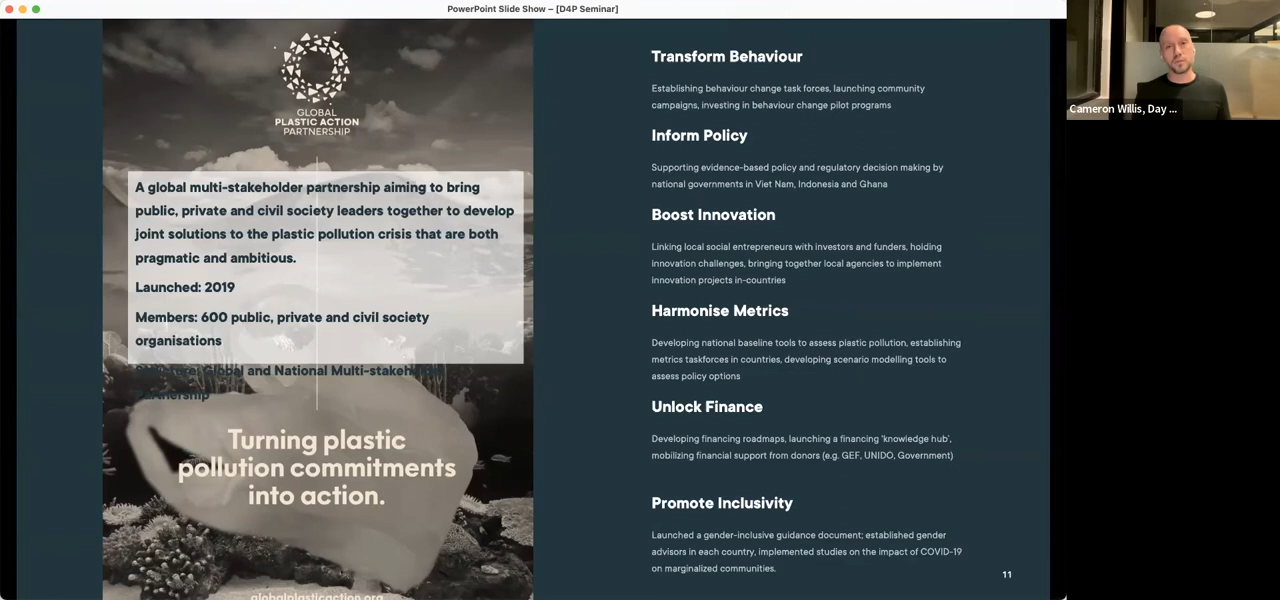 PowerPoint Slide Show – [D4P Seminar]
GLOBAL
PLASTIC ACTION
PARTNERSHIP
A global multi-stakeholder partnership aiming to bring
public, private and civil society leaders together to develop
joint solutions to the plastic pollution crisis that are both
pragmatic and ambitious.
Launched: 2019
Members: 600 public, private and civil society
organisations
Structure: Global and National Multi-stakeholder
Partnership
Turning plastic
pollution commitments
into action.
globalplasticaction.org
Transform Behaviour
Establishing behaviour change task forces, launching community
campaigns, investing in behaviour change pilot programs
Inform Policy
Supporting evidence-based policy and regulatory decision making by
national governments in Viet Nam, Indonesia and Ghana
Boost Innovation
Linking local social entrepreneurs with investors and funders, holding
innovation challenges, bringing together local agencies to implement
innovation projects in-countries
Harmonise Metrics
Developing national baseline tools to assess plastic pollution, establishing
metrics taskforces in countries, developing scenario modelling tools to
assess policy options
Unlock Finance
Developing financing roadmaps, launching a financing ‘knowledge hub’,
mobilizing financial support from donors (e.g. GEF, UNIDO, Government)
Promote Inclusivity
Launched a gender-inclusive guidance document; established gender
advisors in each country, implemented studies on the impact of COVID-19
on marginalized communities.
11
Cameron Willis, Day ...